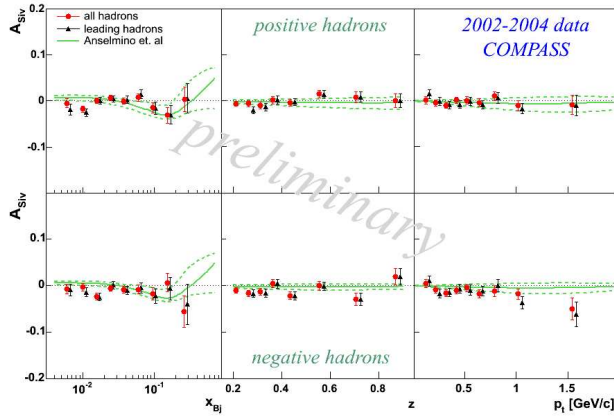 all hadrons
leading hadrons
Anselmino et. al
positive hadrons
2002-2004 data
COMPASS
A_Siv
0.2
0.1
0
-0.1
preliminary
A_Siv
0.1
0
-0.1
-0.2
negative hadrons
10^-2 10^-1 0.2 0.4 0.6 0.8 0.5 1 1.5
x_Bj z p_t [GeV/c]